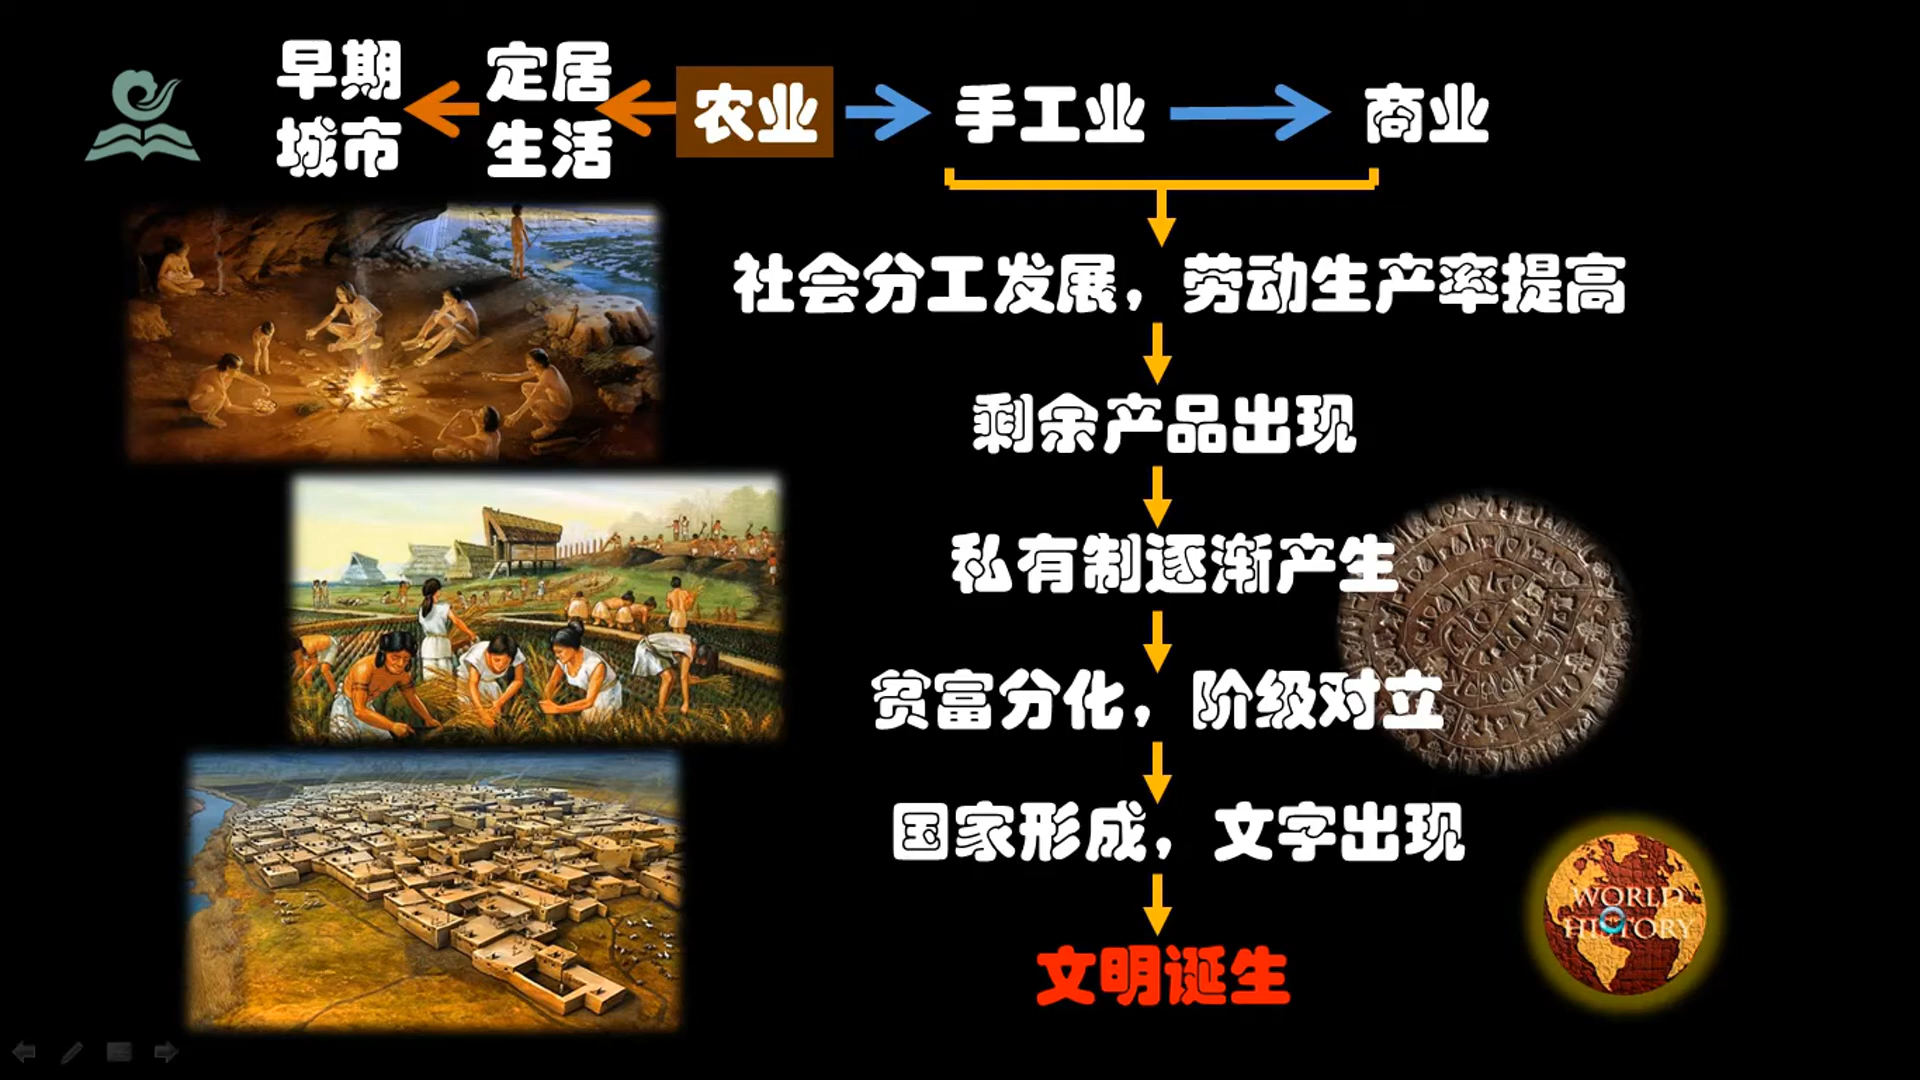 早期
城市
定居
生活
农业
手工业
商业
社会分工发展，劳动生产率提高
剩余产品出现
私有制逐渐产生
贫富分化，阶级对立
国家形成，文字出现
文明诞生
WORLD
HISTORY